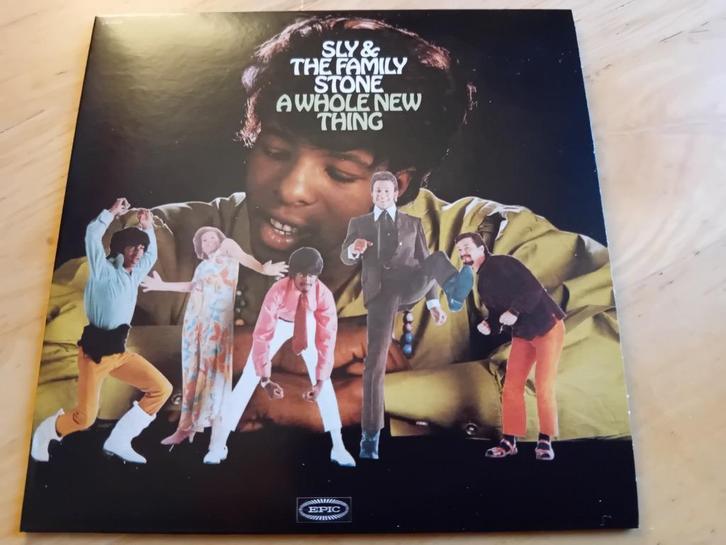 SLY &
THE FAMILY
STONE
A WHOLE NEW
THING
EPIC